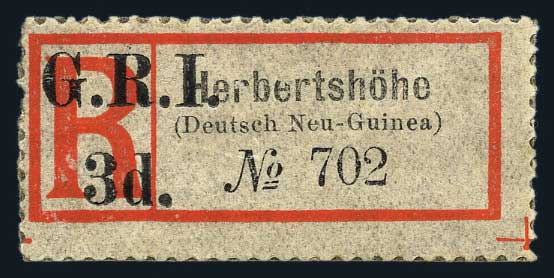 R
G.R.I.
3d.
Herbertshöhe
(Deutsch Neu-Guinea)
№ 702